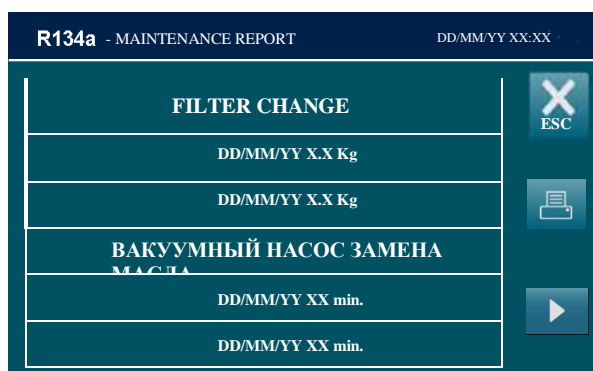 R134a - MAINTENANCE REPORT DD/MM/YY XX:XX
FILTER CHANGE
ESC
DD/MM/YY X.X Kg
DD/MM/YY X.X Kg
ВАКУУМНЫЙ НАСОС ЗАМЕНА
МАСЛА
DD/MM/YY XX min.
DD/MM/YY XX min.